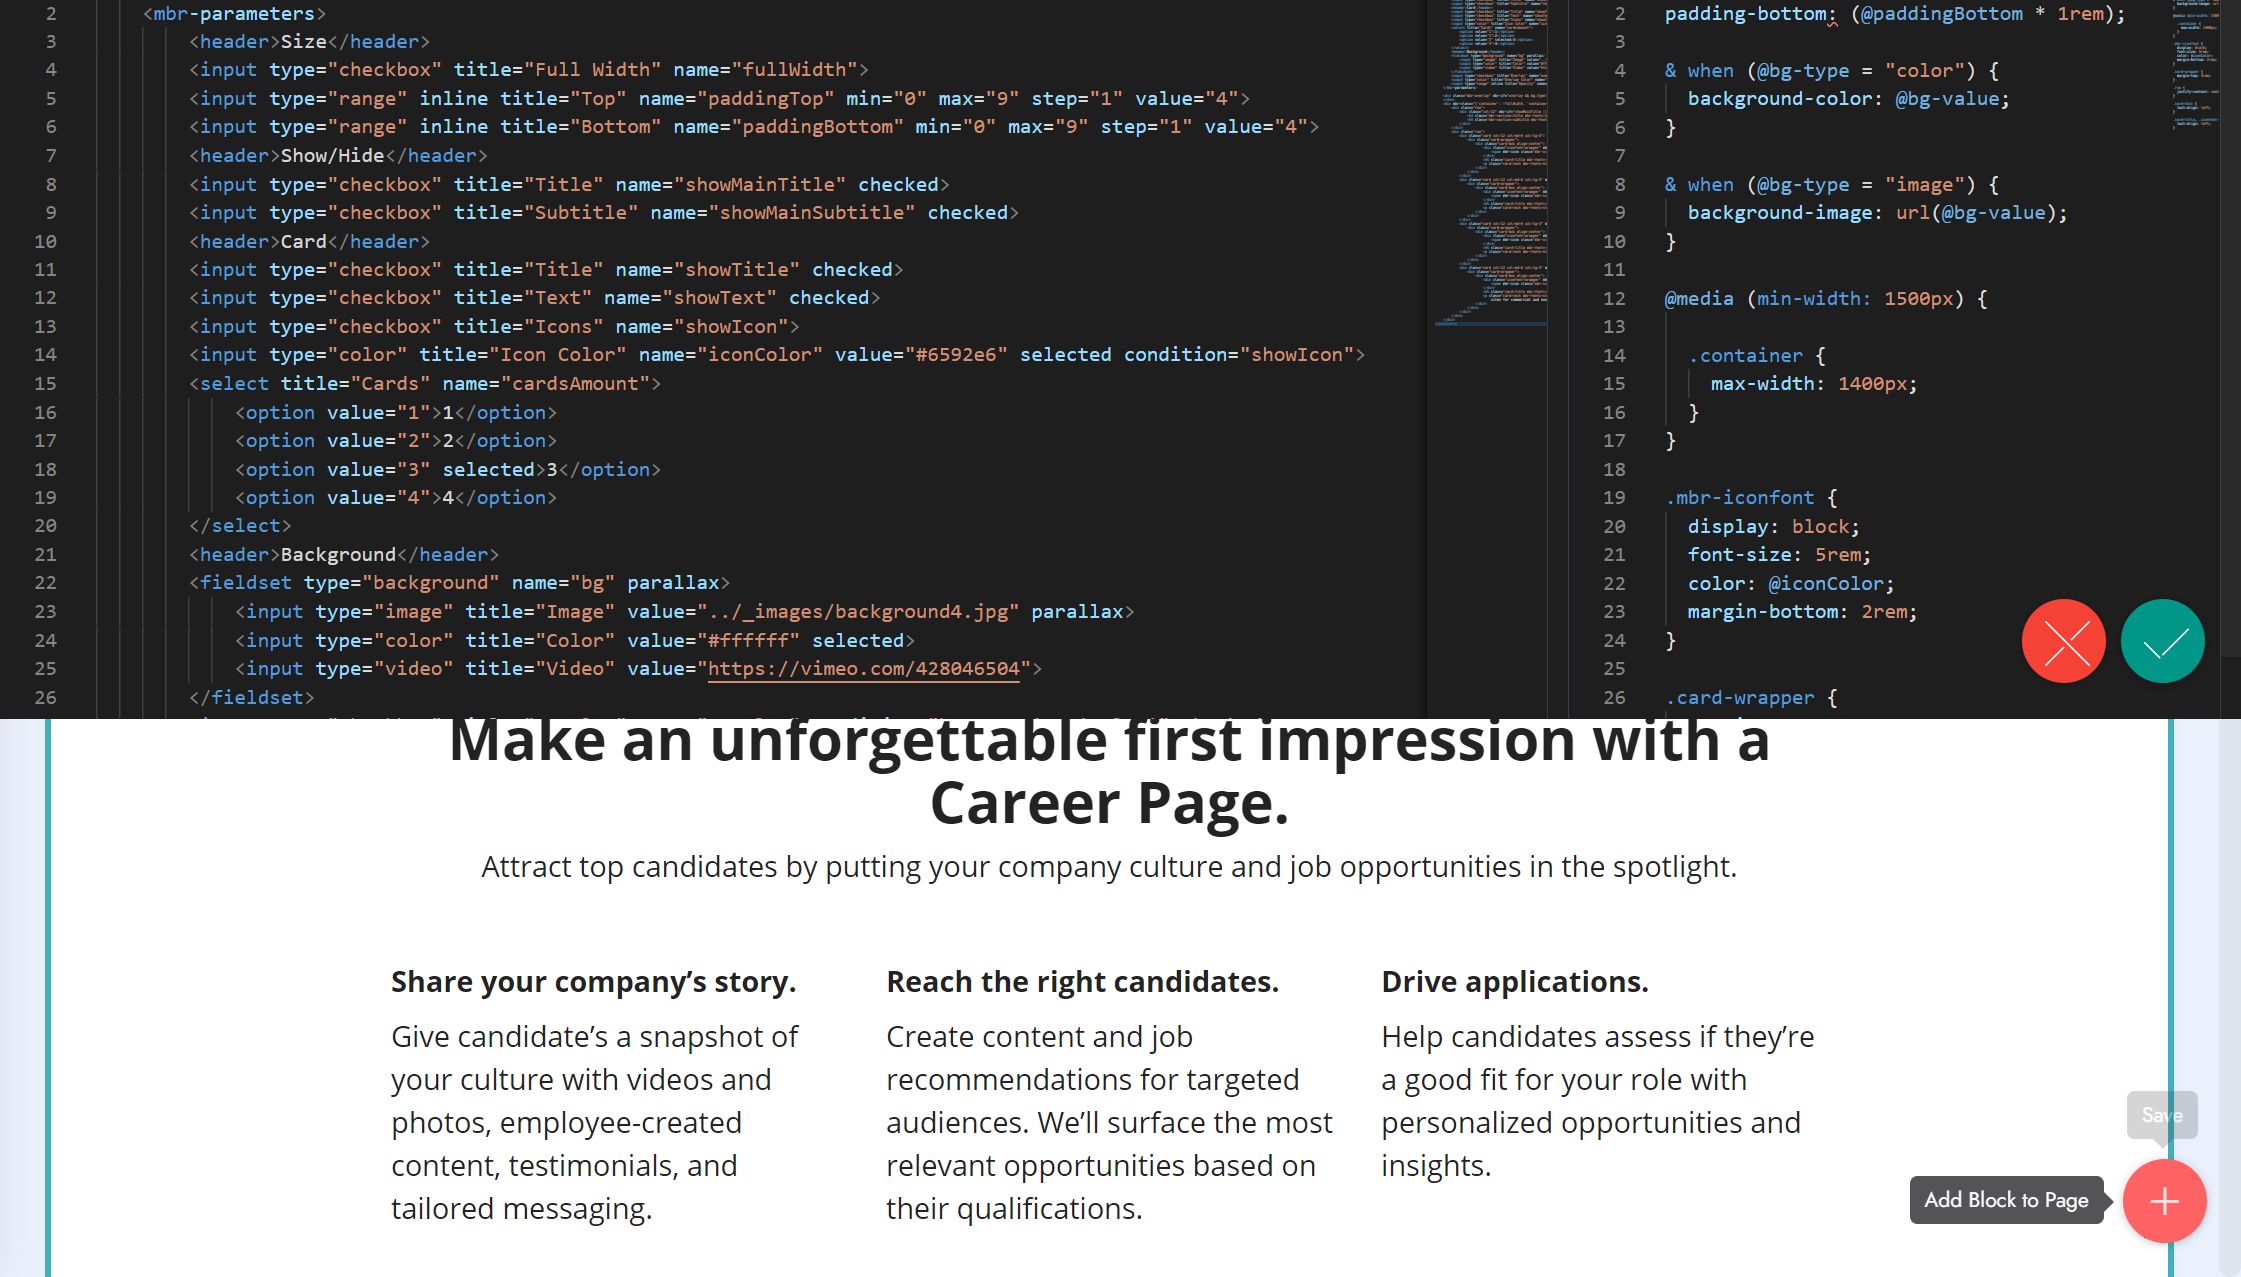 2 <mbr-parameters>
3 <header>Size</header>
4 <input type="checkbox" title="Full Width" name="fullWidth">
5 <input type="range" inline title="Top" name="paddingTop" min="0" max="9" step="1" value="4">
6 <input type="range" inline title="Bottom" name="paddingBottom" min="0" max="9" step="1" value="4">
7 <header>Show/Hide</header>
8 <input type="checkbox" title="Title" name="showMainTitle" checked>
9 <input type="checkbox" title="Subtitle" name="showMainSubtitle" checked>
10 <header>Card</header>
11 <input type="checkbox" title="Title" name="showTitle" checked>
12 <input type="checkbox" title="Text" name="showText" checked>
13 <input type="checkbox" title="Icons" name="showIcon">
14 <input type="color" title="Icon Color" name="iconColor" value="#6592e6" selected condition="showIcon">
15 <select title="Cards" name="cardsAmount">
16 <option value="1">1</option>
17 <option value="2">2</option>
18 <option value="3" selected>3</option>
19 <option value="4">4</option>
20 </select>
21 <header>Background</header>
22 <fieldset type="background" name="bg" parallax>
23 <input type="image" title="Image" value="../_images/background4.jpg" parallax>
24 <input type="color" title="Color" value="#ffffff" selected>
25 <input type="video" title="Video" value="https://vimeo.com/428046504">
26 </fieldset>
2 padding-bottom: (@paddingBottom * 1rem);
3
4 & when (@bg-type = "color") {
5 background-color: @bg-value;
6 }
7
8 & when (@bg-type = "image") {
9 background-image: url(@bg-value);
10 }
11
12 @media (min-width: 1500px) {
13
14 .container {
15 max-width: 1400px;
16 }
17 }
18
19 .mbr-iconfont {
20 display: block;
21 font-size: 5rem;
22 color: @iconColor;
23 margin-bottom: 2rem;
24 }
25
26 .card-wrapper {
Make an unforgettable first impression with a
Career Page.
Attract top candidates by putting your company culture and job opportunities in the spotlight.
Share your company’s story.
Give candidate’s a snapshot of
your culture with videos and
photos, employee-created
content, testimonials, and
tailored messaging.
Reach the right candidates.
Create content and job
recommendations for targeted
audiences. We’ll surface the most
relevant opportunities based on
their qualifications.
Drive applications.
Help candidates assess if they’re
a good fit for your role with
personalized opportunities and
insights.
Save
Add Block to Page